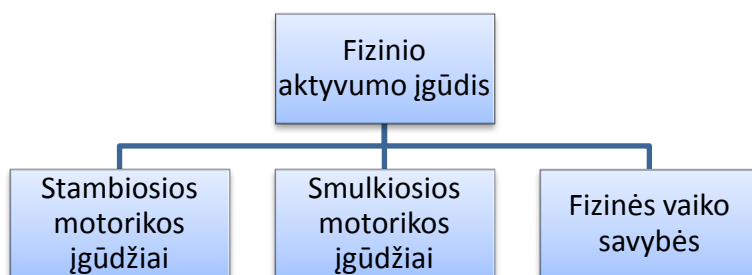 Fizinio
aktyvumo įgūdis
Stambiosios
motorikos
įgūdžiai
Smulkiosios
motorikos
įgūdžiai
Fizinės vaiko
savybės